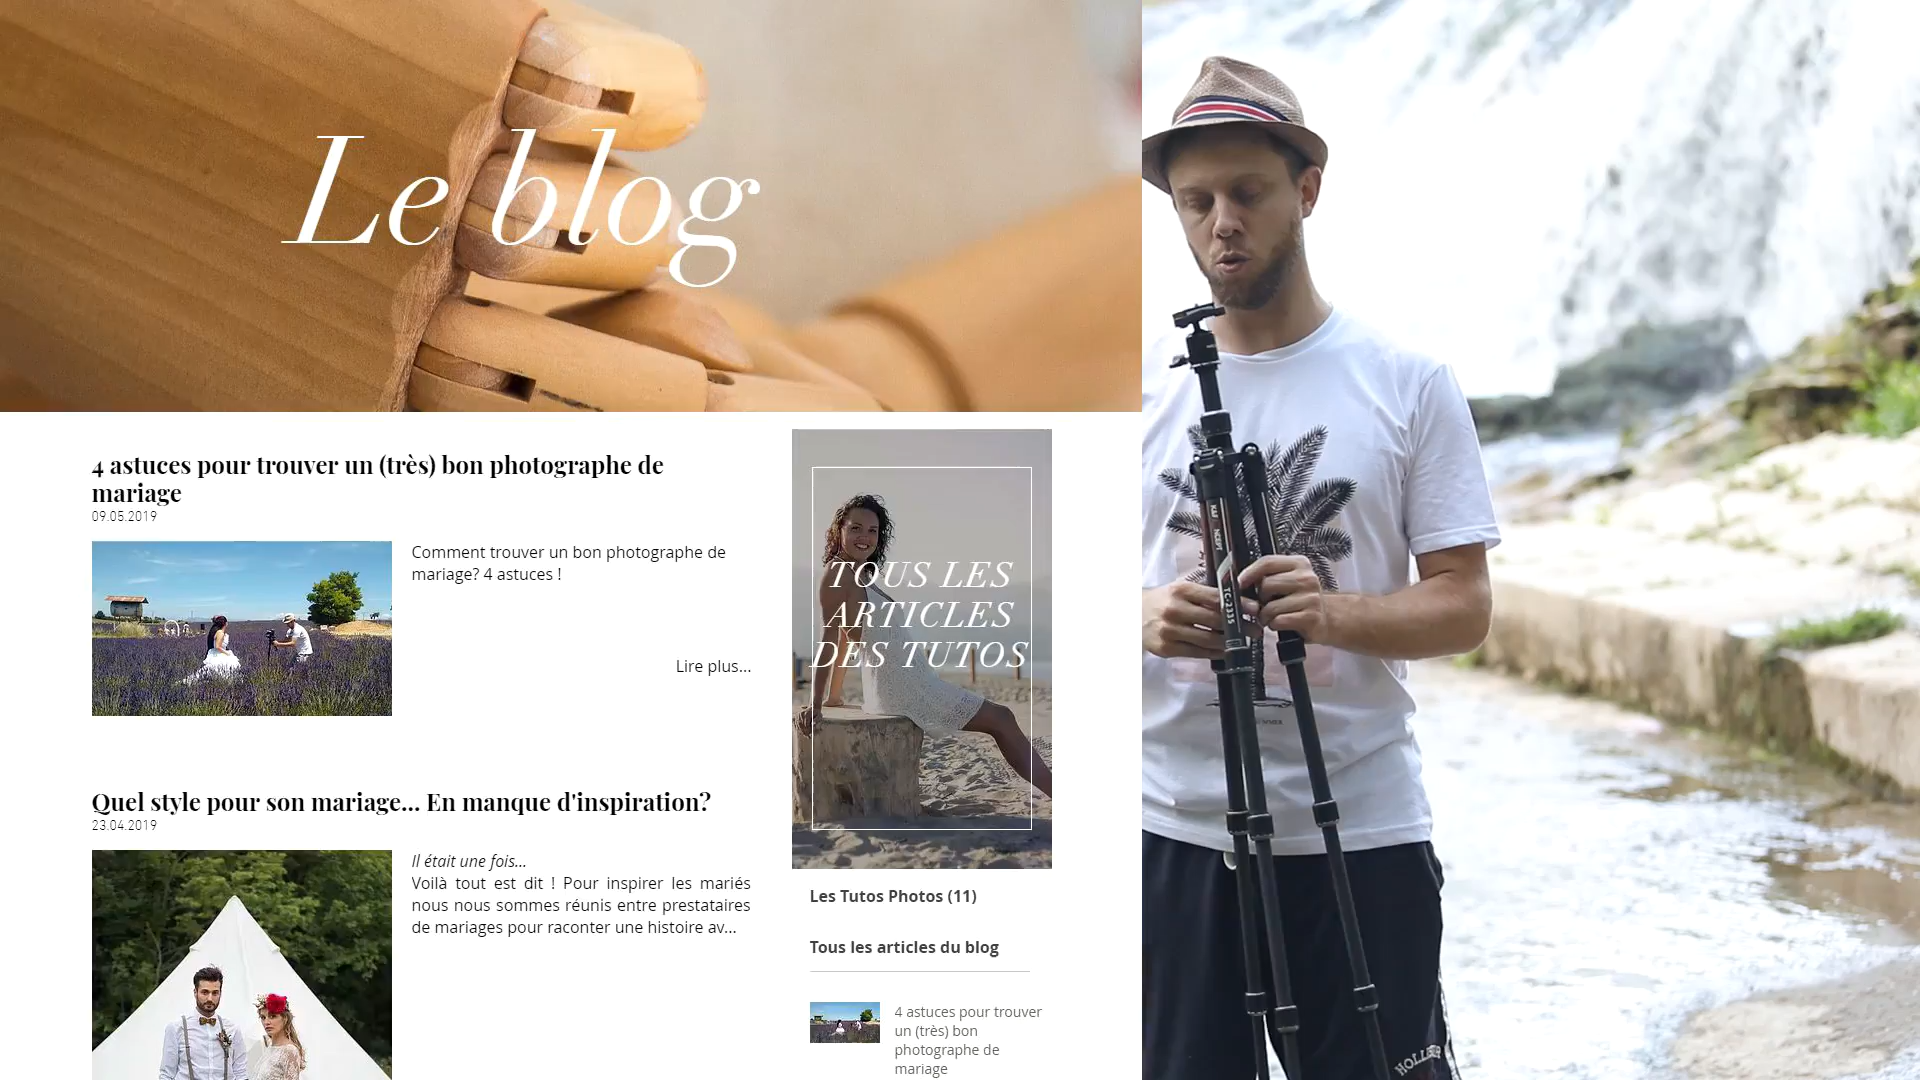 Le blog
4 astuces pour trouver un (très) bon photographe de
mariage
09.05.2019
Comment trouver un bon photographe de
mariage? 4 astuces !
Lire plus...
Quel style pour son mariage... En manque d'inspiration?
23.04.2019
Il était une fois...
Voilà tout est dit ! Pour inspirer les mariés
nous nous sommes réunis entre prestataires
de mariages pour raconter une histoire av...
TOUS LES
ARTICLES
DES TUTOS
Les Tutos Photos (11)
Tous les articles du blog
4 astuces pour trouver
un (très) bon
photographe de
mariage
K&F
TC2335